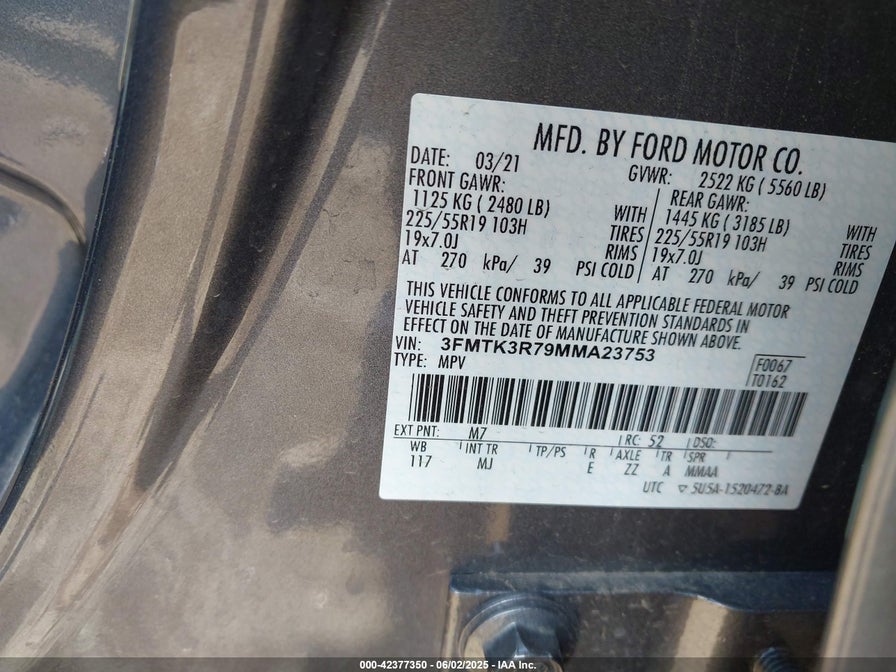 MFD. BY FORD MOTOR CO.
DATE: 03/21 GVWR: 2522 KG ( 5560 LB)
FRONT GAWR: REAR GAWR:
1125 KG ( 2480 LB) WITH 1445 KG ( 3185 LB) WITH
225/55R19 103H TIRES 225/55R19 103H TIRES
19x7.0J RIMS 19x7.0J RIMS
AT 270 kPa/ 39 PSI COLD AT 270 kPa/ 39 PSI COLD
THIS VEHICLE CONFORMS TO ALL APPLICABLE FEDERAL MOTOR
VEHICLE SAFETY AND THEFT PREVENTION STANDARDS IN
EFFECT ON THE DATE OF MANUFACTURE SHOWN ABOVE.
VIN: 3FMTK3R79MMA23753
TYPE: MPV F0067
T0162
EXT PNT: M7 RC: 52 DSO:
WB INT TR TP/PS R AXLE TR SPR
117 MJ E ZZ A MMAA
UTC ▽ 5U5A-1520472-BA
000-42377350 | 06/02/2025 - IAA Inc.